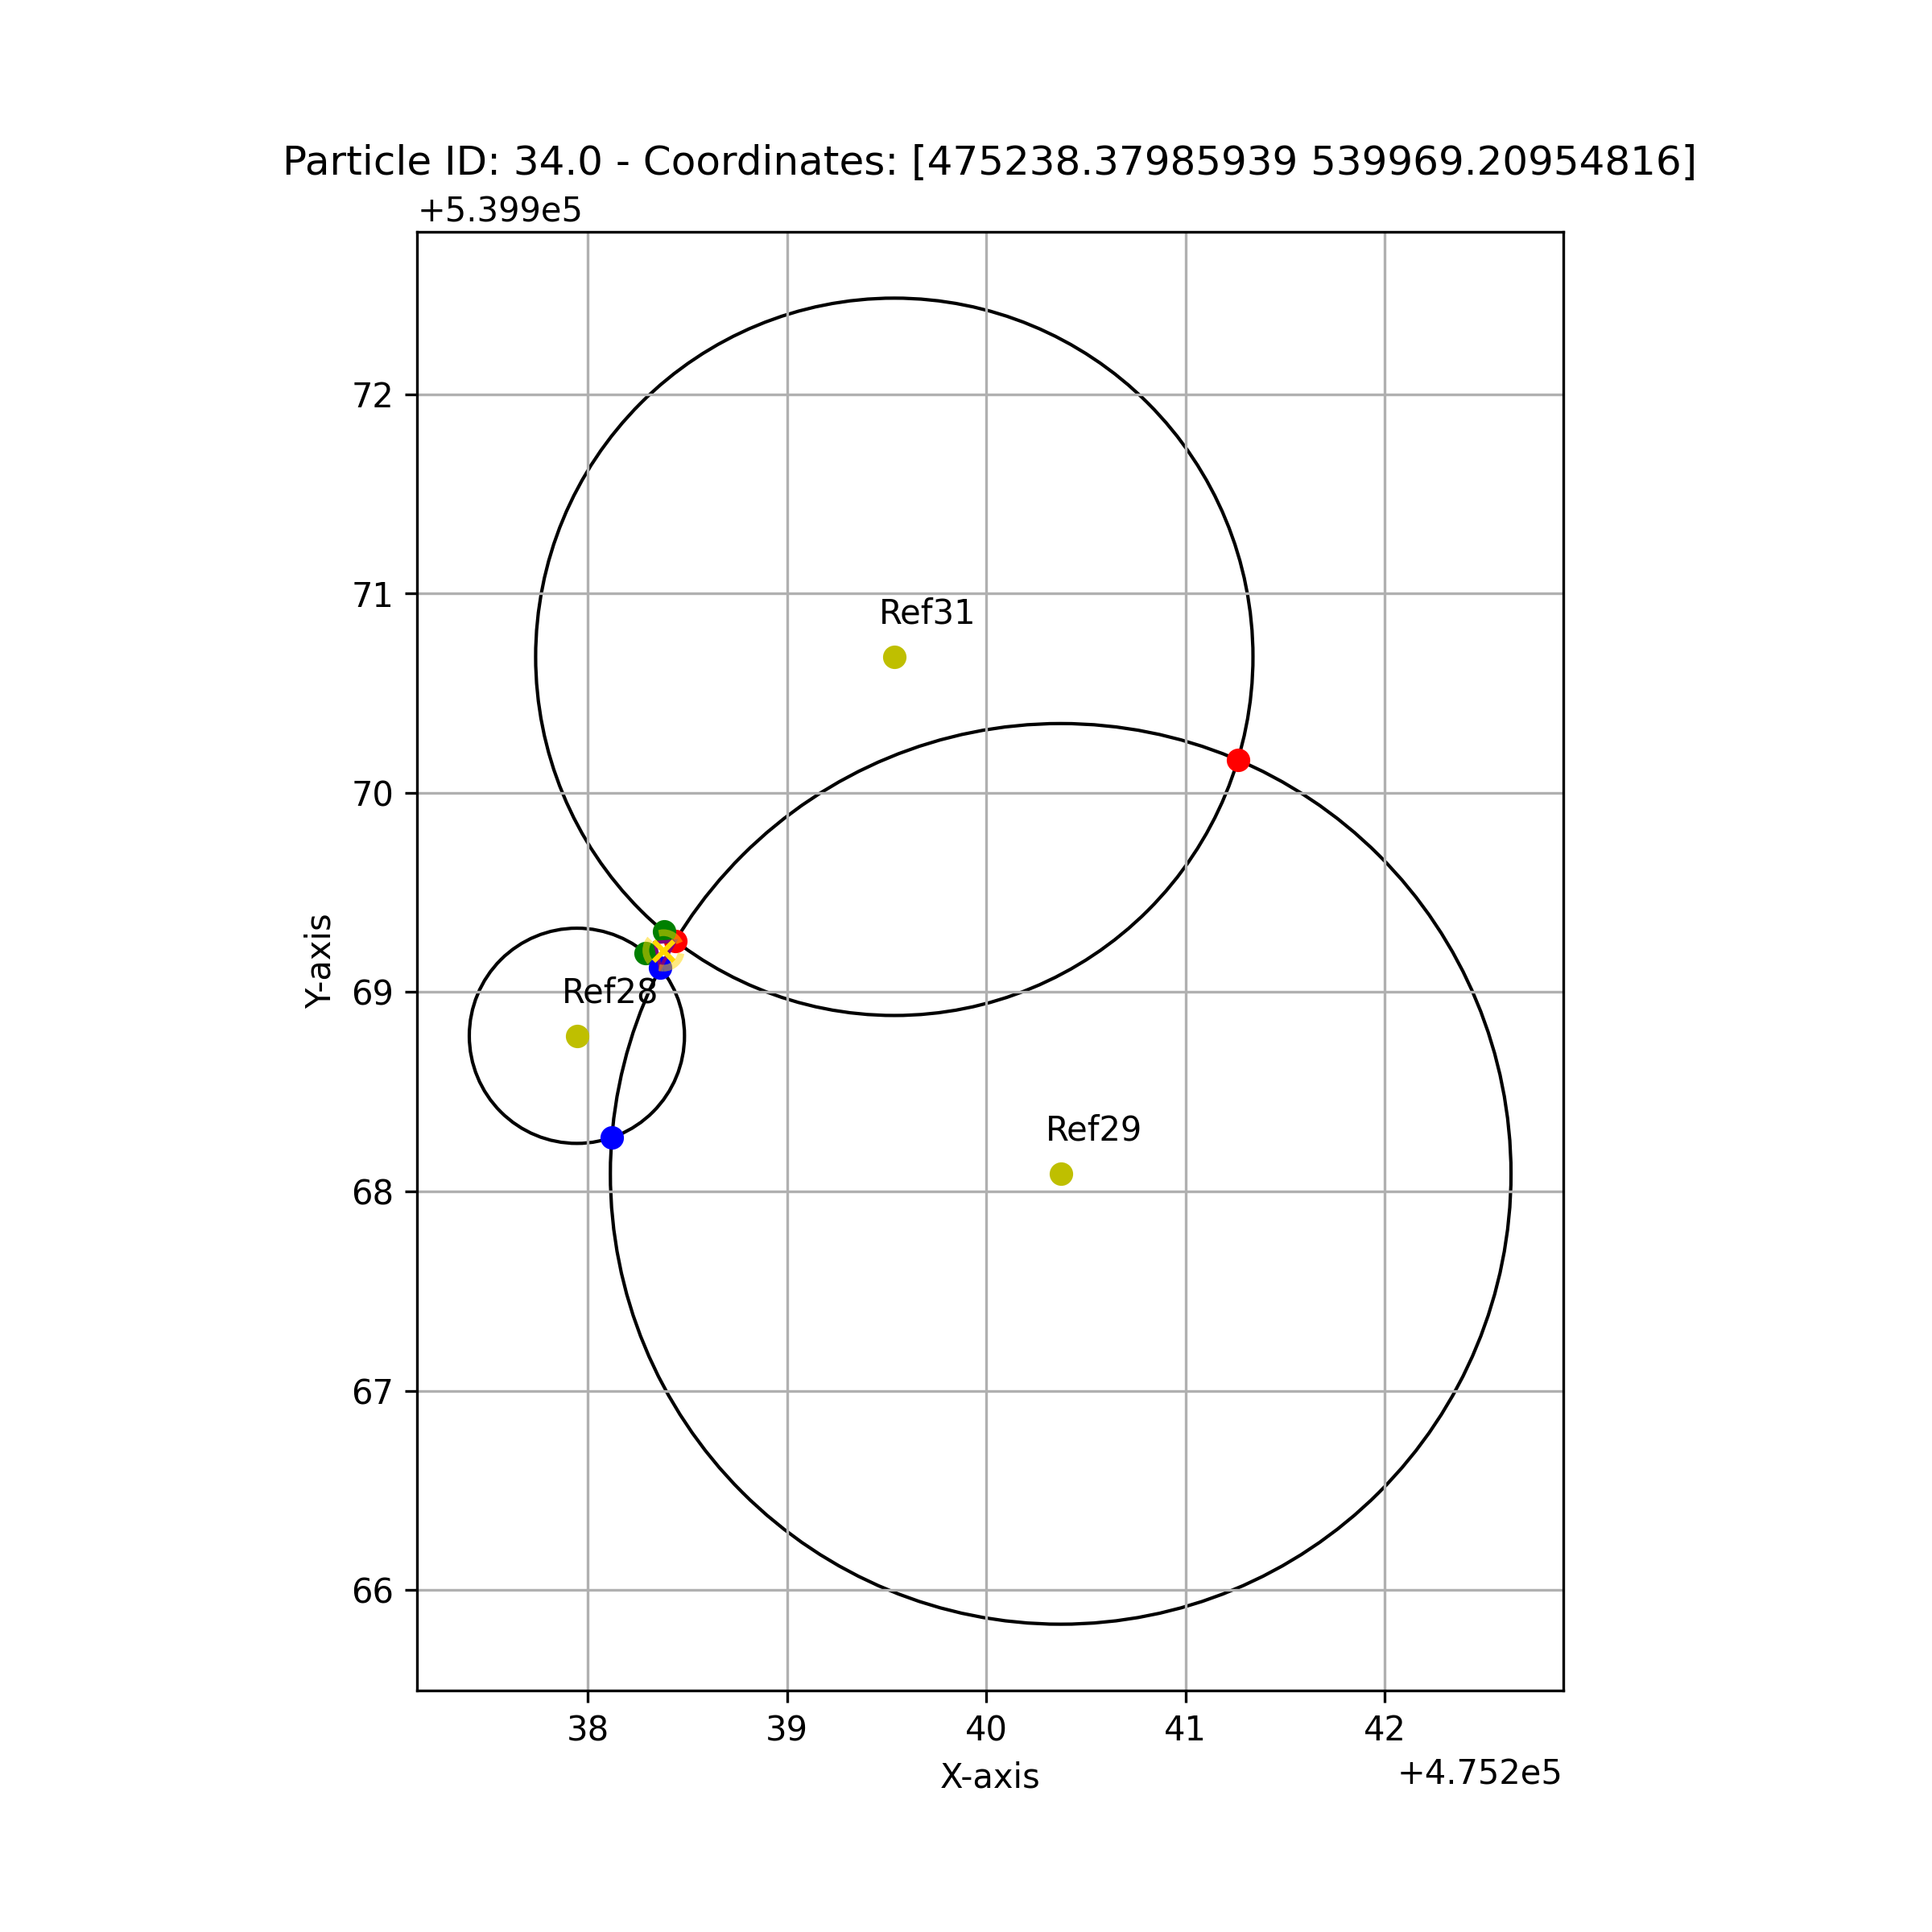 Particle ID: 34.0 - Coordinates: [475238.37985939 539969.20954816]
+5.399e5
72
71
70
69
68
67
66
Y-axis
Ref31
Ref28
Ref29
38 39 40 41 42
X-axis
+4.752e5